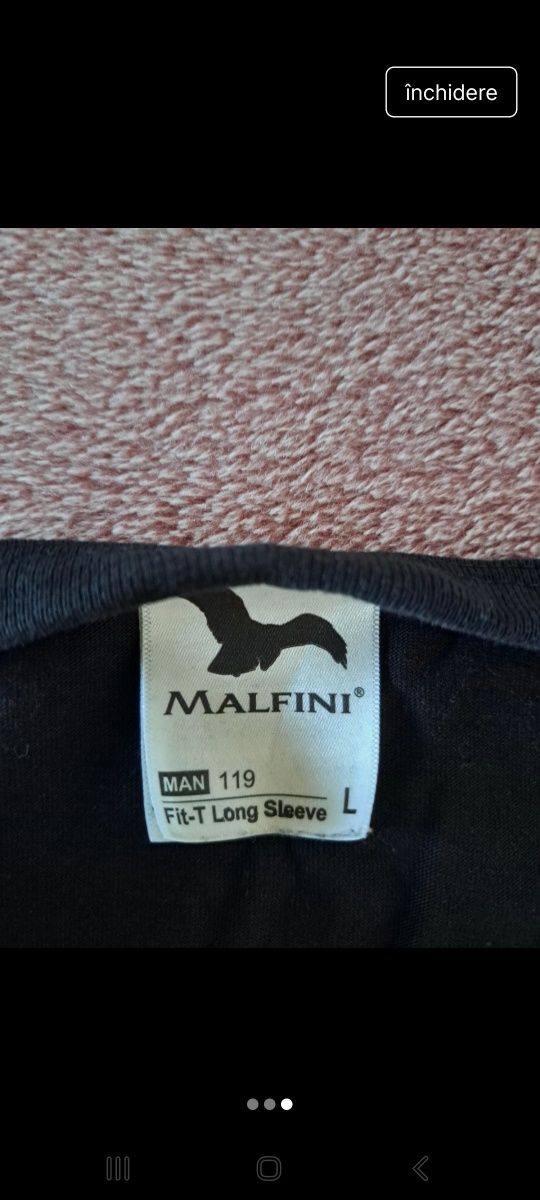 închidere
MALFINI®
MAN 119
Fit-T Long Sleeve L